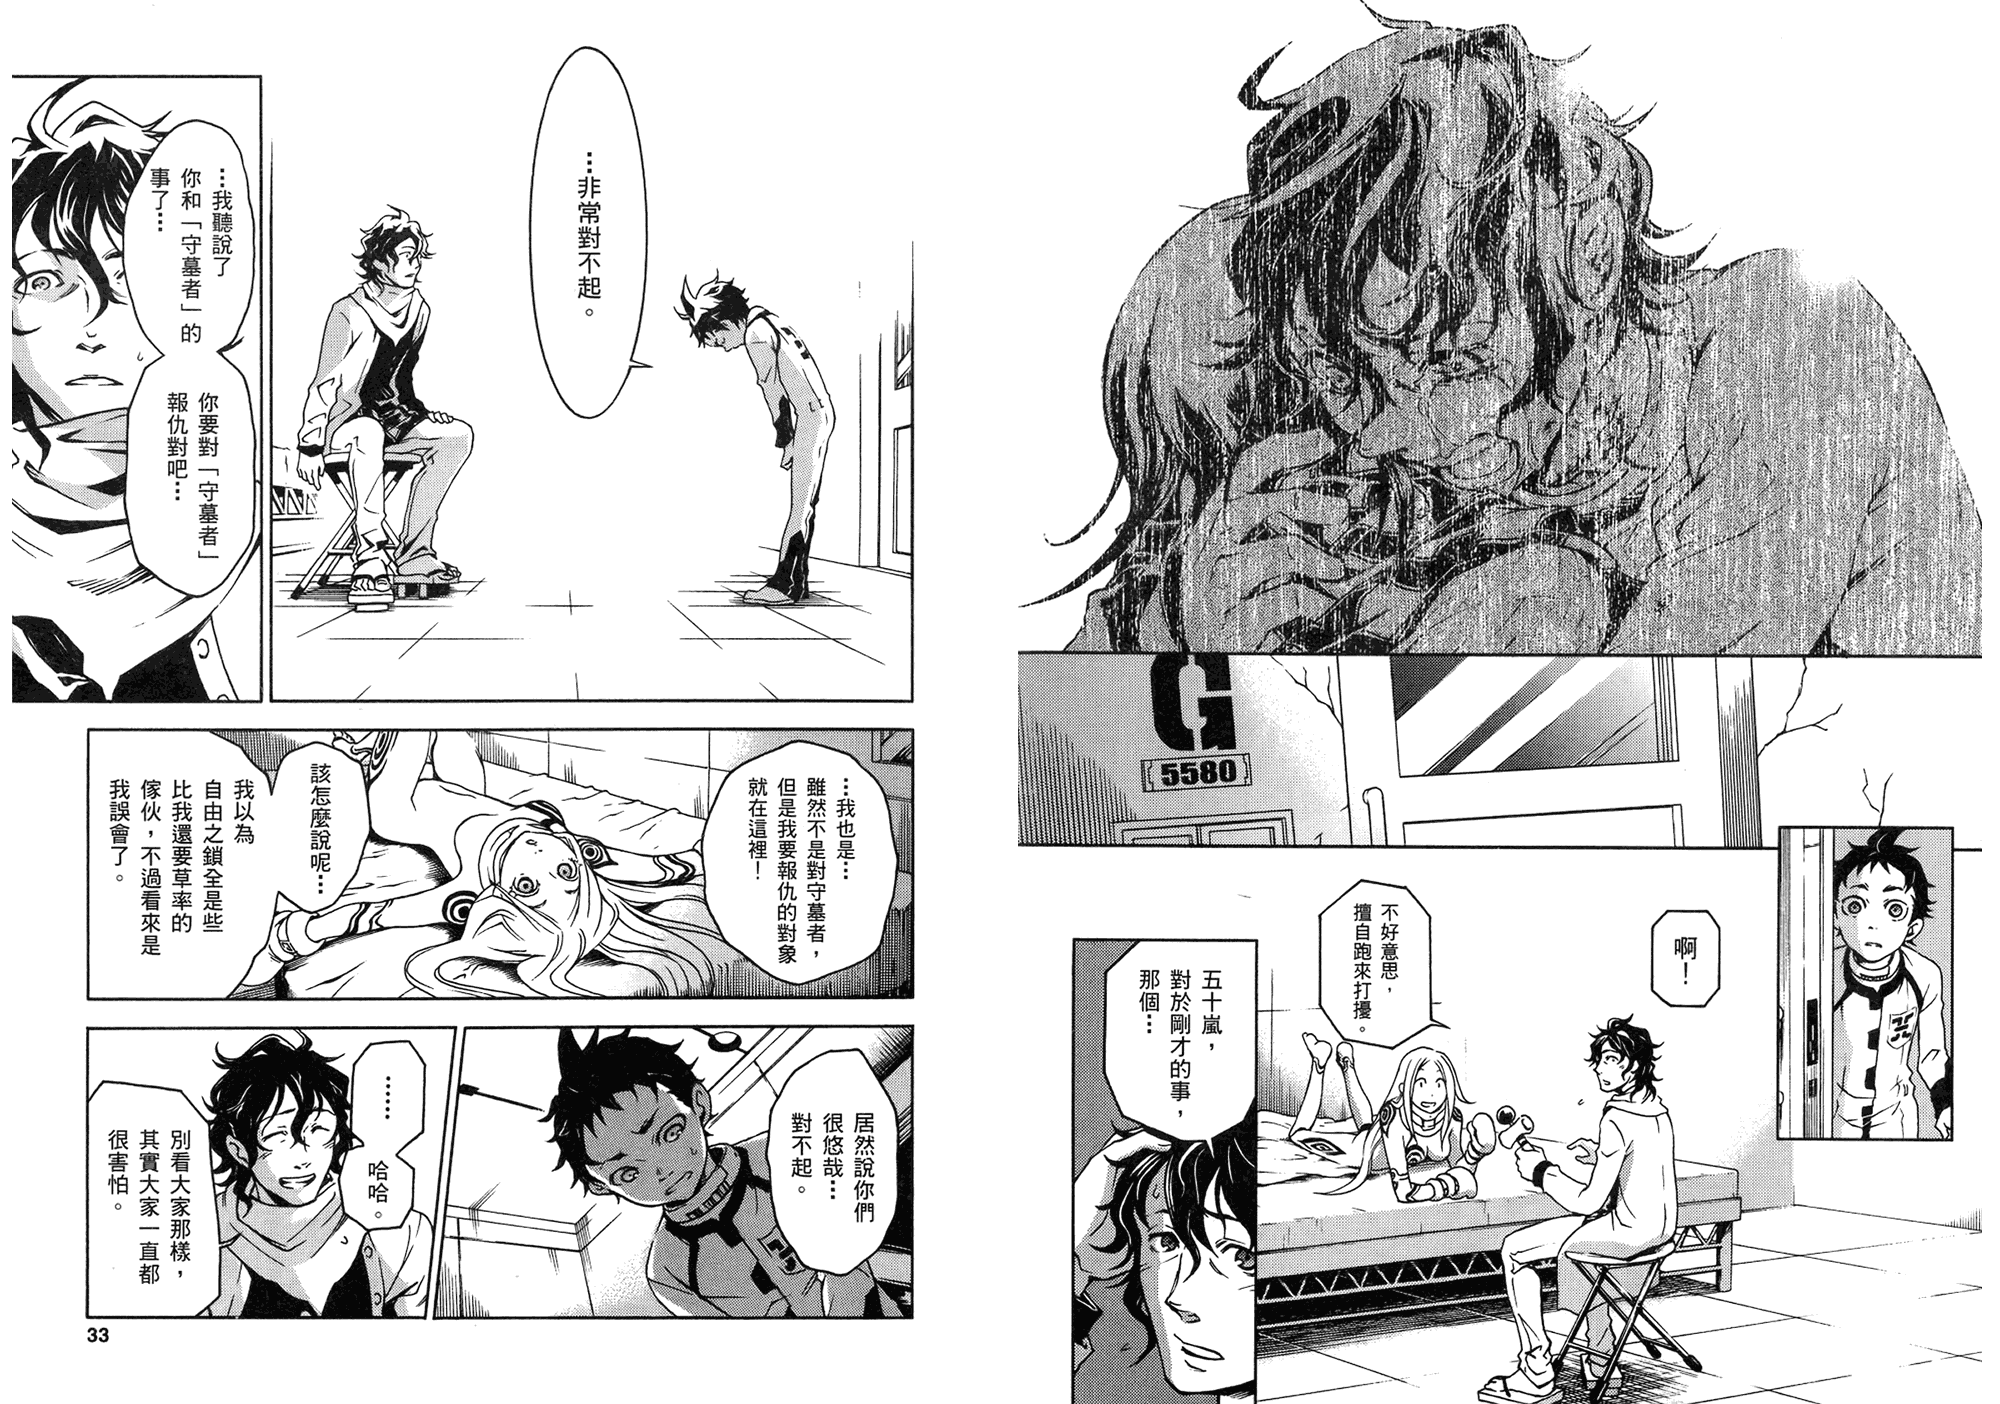 G
5580
啊！
不好意思，
擅自跑來打擾。
五十嵐，
對於剛才的事，
那個…
…非常對不起。
…我聽說了
你和「守墓者」的
事了…
你要對「守墓者」
報仇對吧…
…我也是…
雖然不是對守墓者，
但是我要報仇的對象
就在這裡！
該怎麼說呢…
我以為
自由之鎖全是些
比我還要草率的
傢伙，不過看來是
我誤會了。
居然說你們
很悠哉…
對不起。
……
哈哈。
別看大家那樣，
其實大家一直都
很害怕。
33